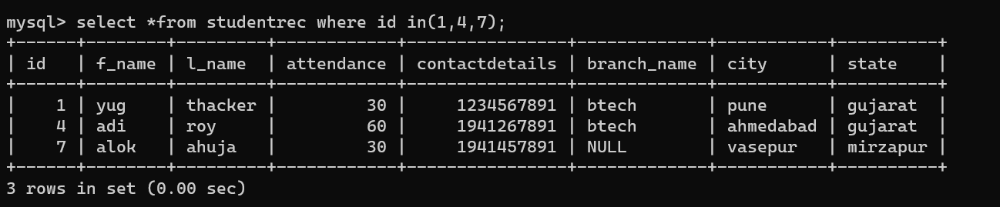 mysql> select *from studentrec where id in(1,4,7);
+------+--------+---------+------------+----------------+-------------+-----------+----------+
| id   | f_name | l_name  | attendance | contactdetails | branch_name | city      | state    |
+------+--------+---------+------------+----------------+-------------+-----------+----------+
|    1 | yug    | thacker |         30 |     1234567891 | btech       | pune      | gujarat  |
|    4 | adi    | roy     |         60 |     1941267891 | btech       | ahmedabad | gujarat  |
|    7 | alok   | ahuja   |         30 |     1941457891 | NULL        | vasepur   | mirzapur |
+------+--------+---------+------------+----------------+-------------+-----------+----------+
3 rows in set (0.00 sec)